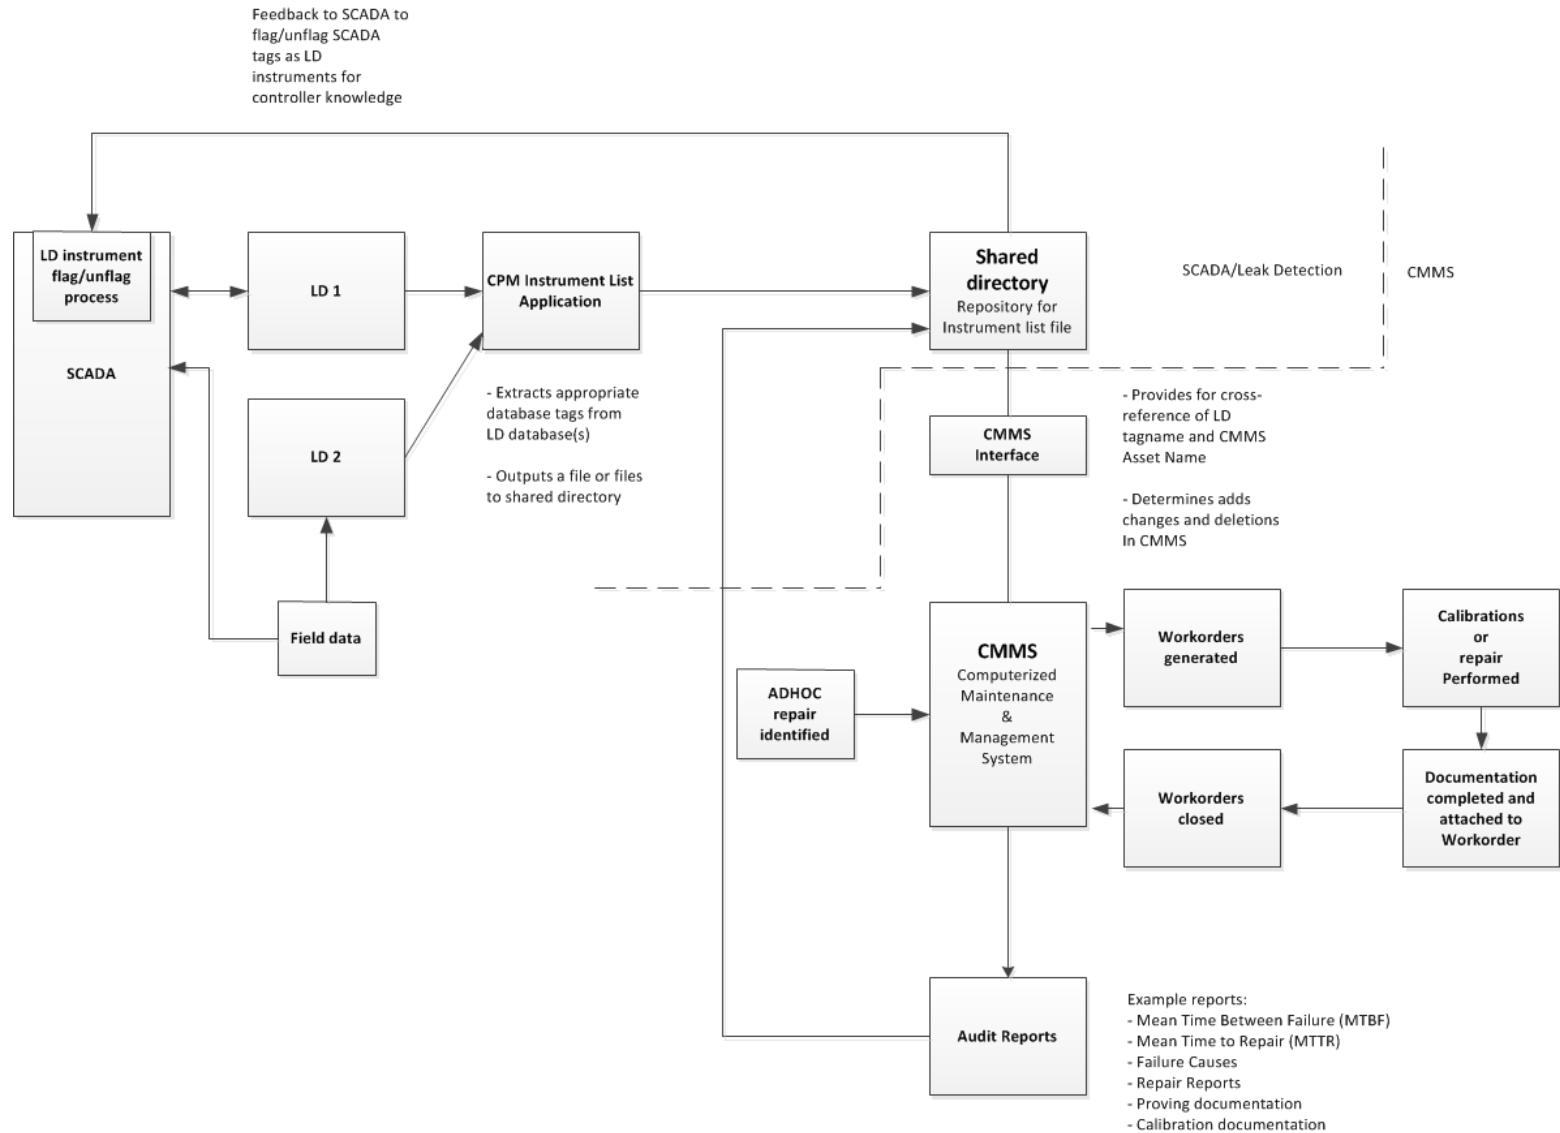 Feedback to SCADA to
flag/unflag SCADA
tags as LD
instruments for
controller knowledge
LD instrument
flag/unflag
process
SCADA
LD 1
CPM Instrument List
Application
Shared
directory
Repository for
Instrument list file
SCADA/Leak Detection
CMMS
- Extracts appropriate
database tags from
LD database(s)
- Outputs a file or files
to shared directory
LD 2
CMMS
Interface
- Provides for cross-
reference of LD
tagname and CMMS
Asset Name
- Determines adds
changes and deletions
In CMMS
Field data
ADHOC
repair
identified
CMMS
Computerized
Maintenance
&
Management
System
Workorders
generated
Calibrations
or
repair
Performed
Workorders
closed
Documentation
completed and
attached to
Workorder
Audit Reports
Example reports:
- Mean Time Between Failure (MTBF)
- Mean Time to Repair (MTTR)
- Failure Causes
- Repair Reports
- Proving documentation
- Calibration documentation